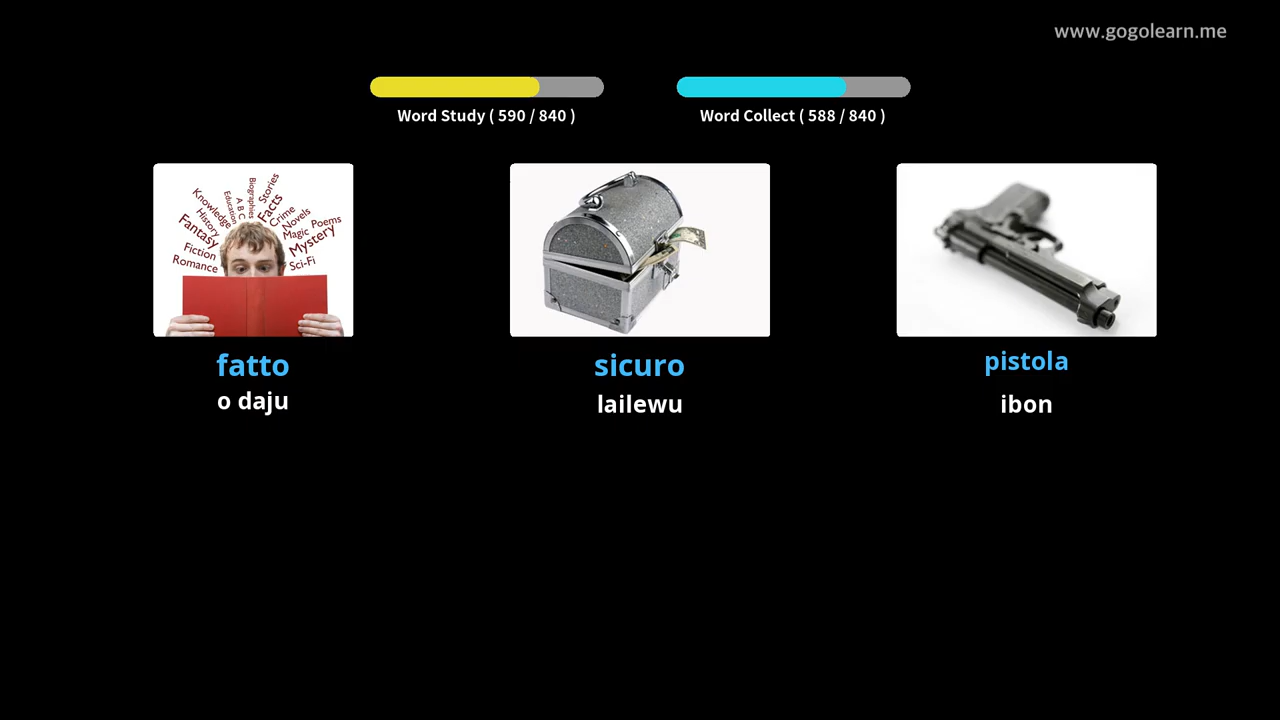 www.gogolearn.me
Word Study ( 590 / 840 )
Word Collect ( 588 / 840 )
Knowledge
History
Fantasy
Fiction
Romance
Education
A B C
Biographies
Stories
Facts
Crime
Novels
Magic Poems
Mystery
Sci-Fi
fatto
o daju
sicuro
lailewu
pistola
ibon